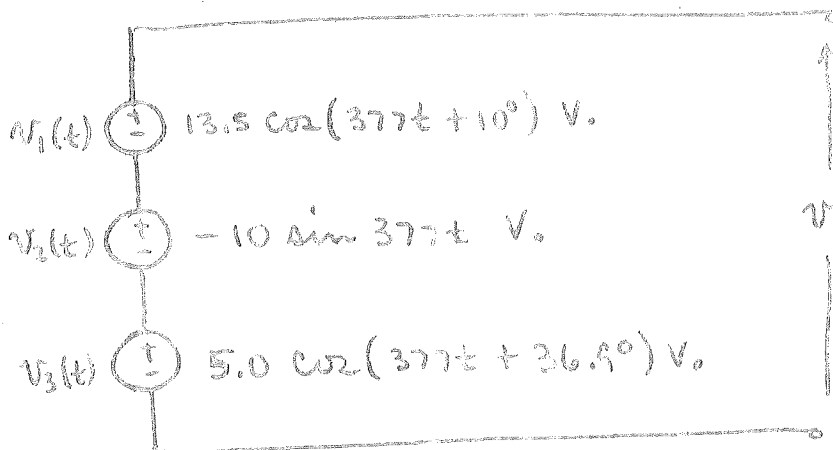 v₁(t) + - 13.5 cos(377t + 10°) V.
v₂(t) + - -10 sin 377t V.
v
v₃(t) + - 5.0 cos(377t + 36.9°) V.